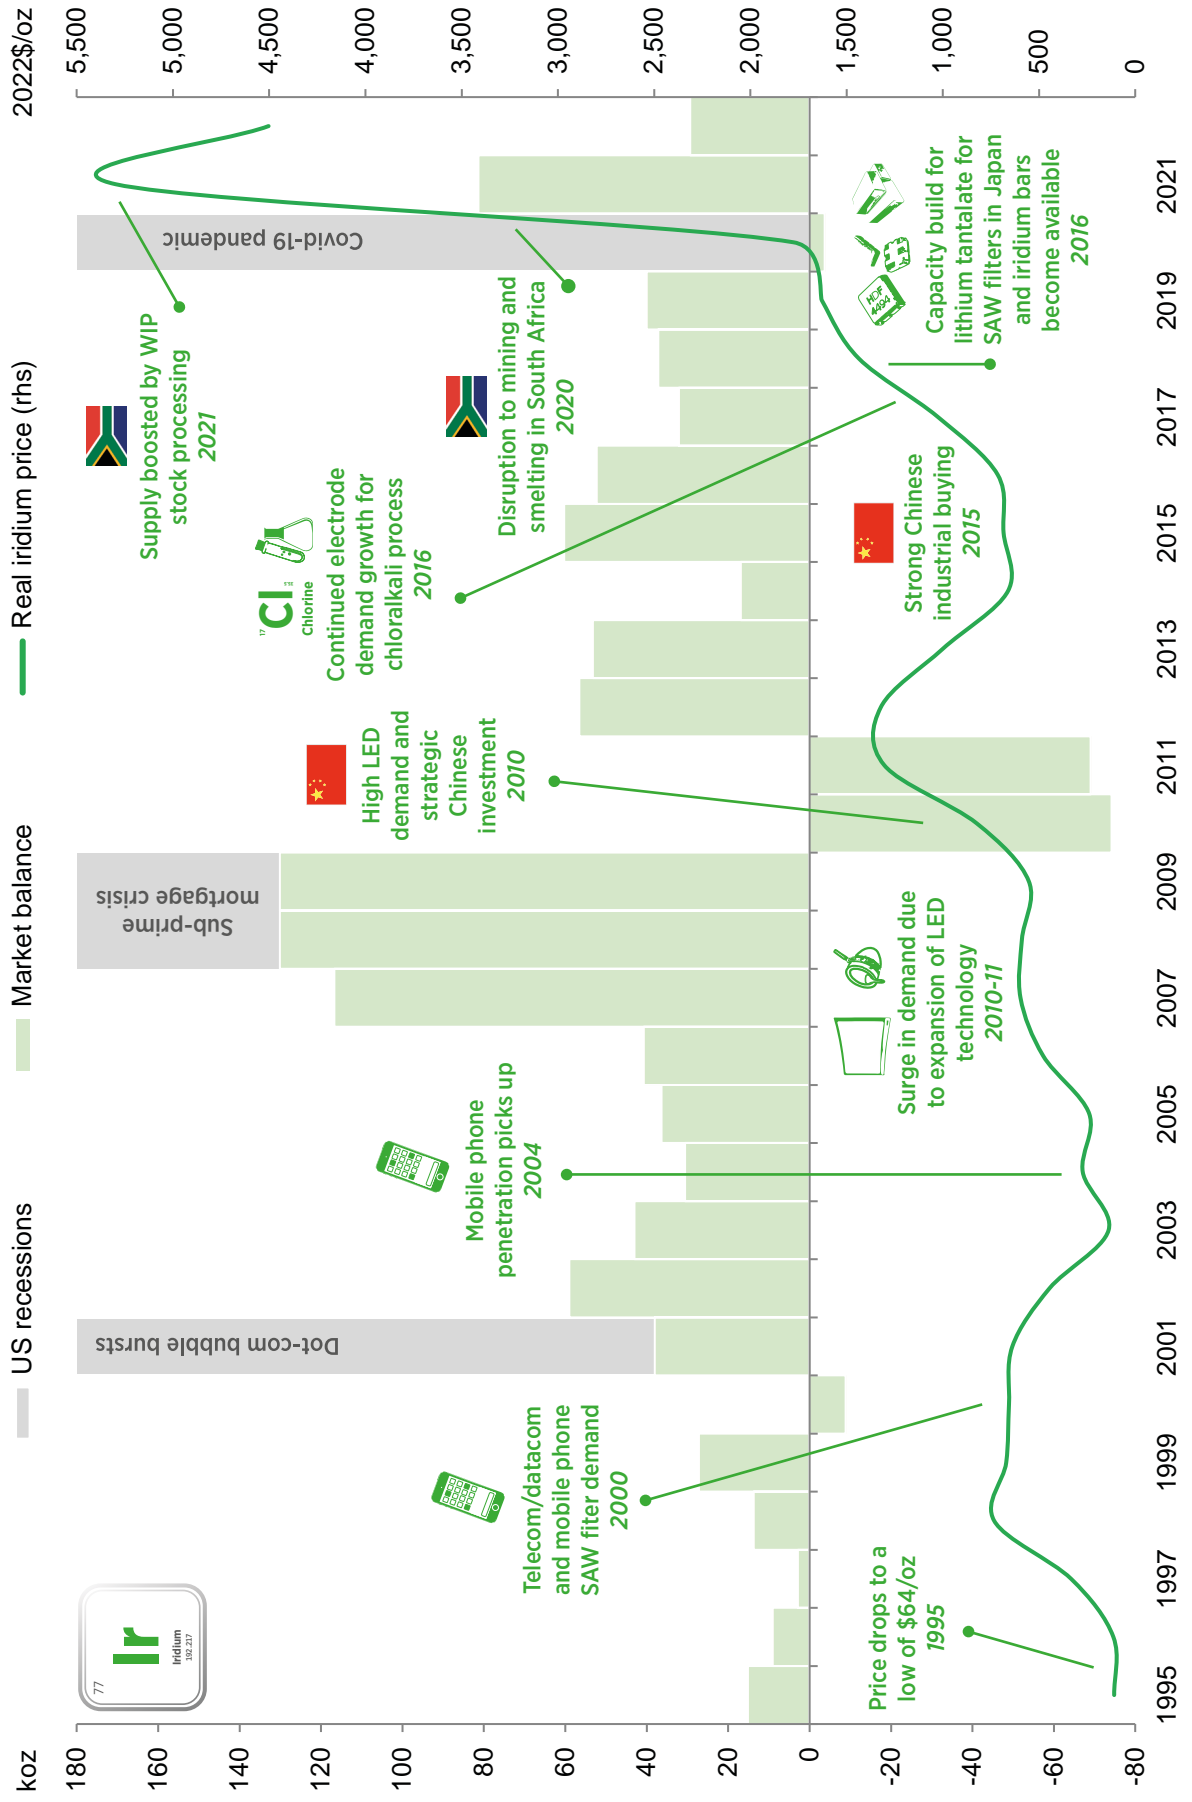 koz
US recessions
Market balance
Real iridium price (rhs)
2022$/oz
180
160
140
120
100
80
60
40
20
0
-20
-40
-60
-80
5,500
5,000
4,500
4,000
3,500
3,000
2,500
2,000
1,500
1,000
500
0
77
Ir
Iridium
192.217
Dot-com bubble bursts
Sub-prime
mortgage crisis
Covid-19 pandemic
Price drops to a
low of $64/oz
1995
Telecom/datacom
and mobile phone
SAW fiter demand
2000
Mobile phone
penetration picks up
2004
Surge in demand due
to expansion of LED
technology
2010-11
High LED
demand and
strategic
Chinese
investment
2010
17
Cl
Chlorine
Continued electrode
demand growth for
chloralkali process
2016
Strong Chinese
industrial buying
2015
Supply boosted by WIP
stock processing
2021
Disruption to mining and
smelting in South Africa
2020
HDF
4494
Capacity build for
lithium tantalate for
SAW filters in Japan
and iridium bars
become available
2016
1995
1997
1999
2001
2003
2005
2007
2009
2011
2013
2015
2017
2019
2021